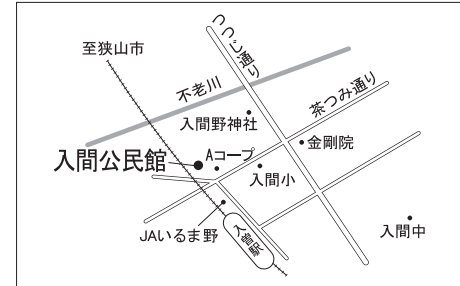 至狭山市
つつじ通り
不老川
茶つみ通り
入間野神社
金剛院
入間公民館
Aコープ
入間小
JAいるま野
入曽駅
入間中